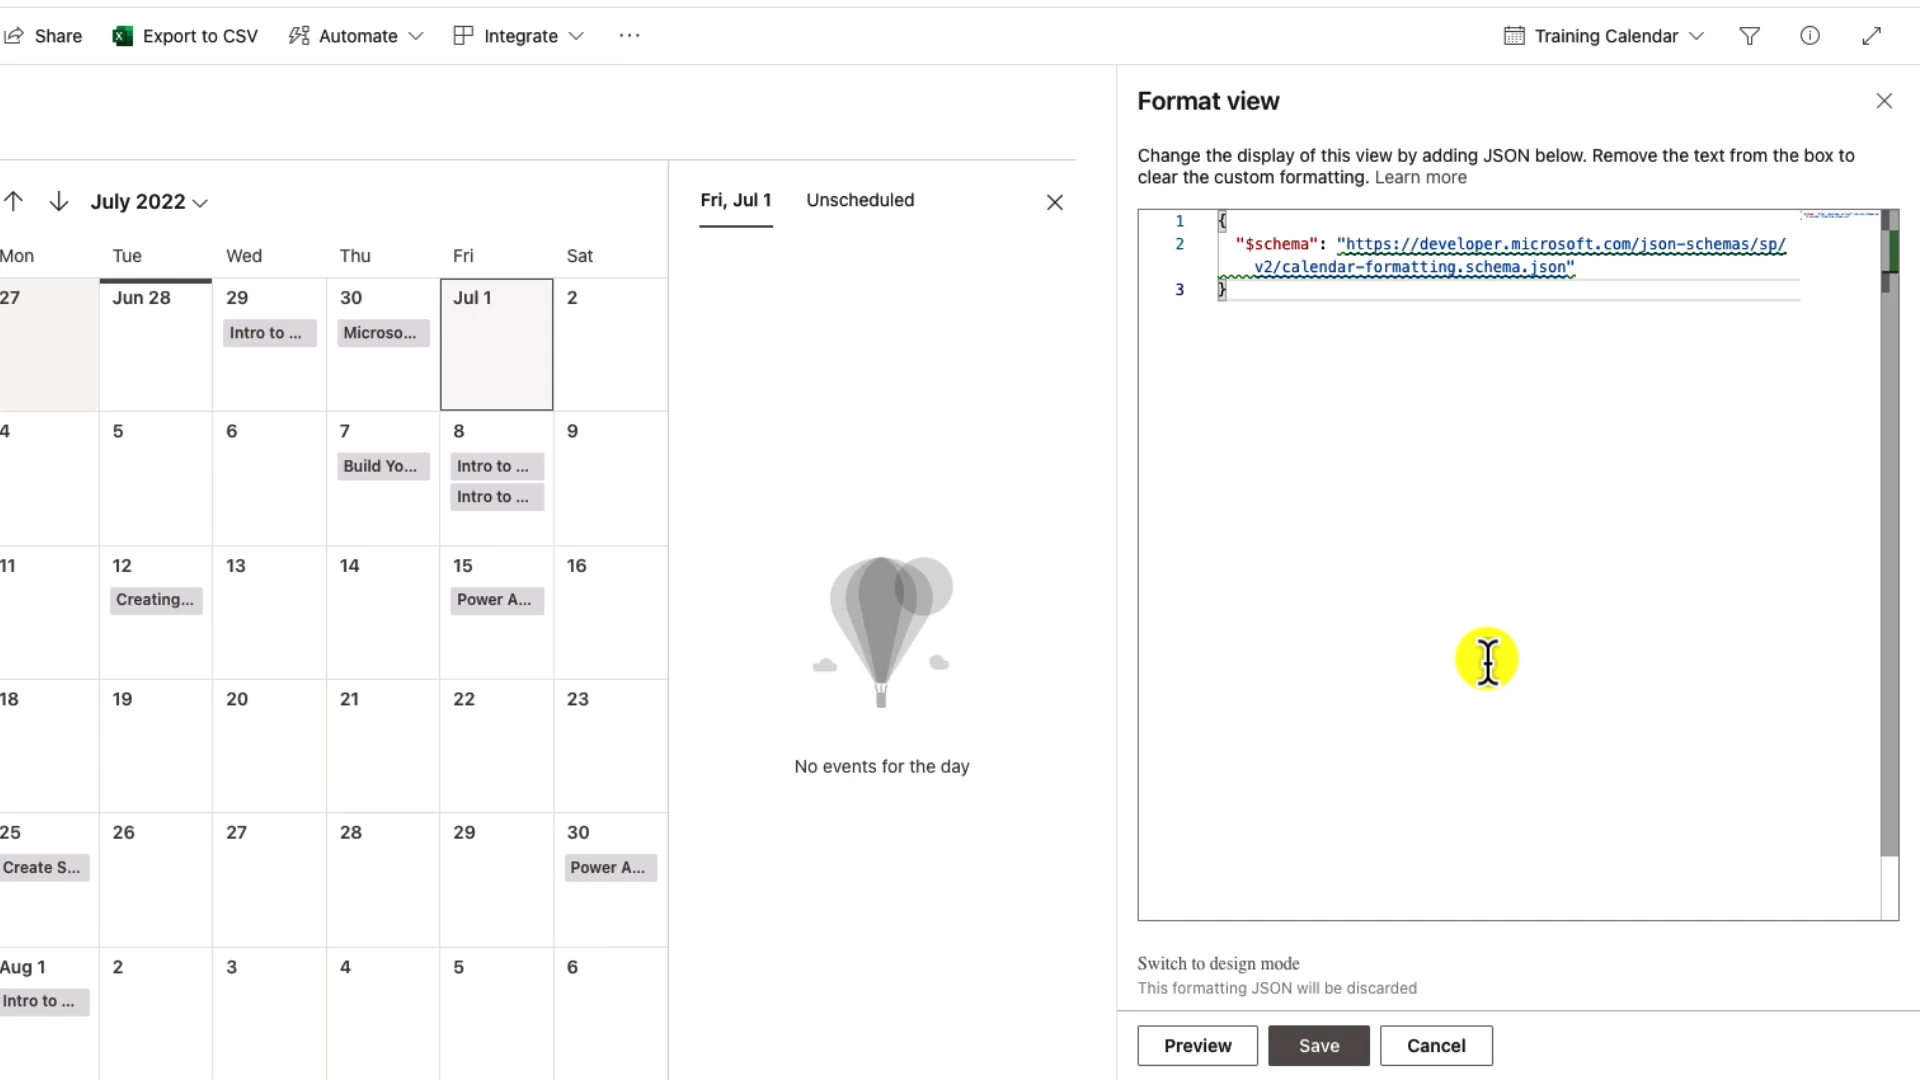 Share
Export to CSV
Automate
Integrate
...
Training Calendar
Format view
Change the display of this view by adding JSON below. Remove the text from the box to
clear the custom formatting. Learn more
1 {
2 "$schema": "https://developer.microsoft.com/json-schemas/sp/
v2/calendar-formatting.schema.json"
3 }
July 2022
Mon Tue Wed Thu Fri Sat
27 Jun 28 29 30 Jul 1 2
Intro to ... Microso...
4 5 6 7 8 9
Build Yo... Intro to ...
Intro to ...
11 12 13 14 15 16
Creating... Power A...
18 19 20 21 22 23
25 26 27 28 29 30
Create S... Power A...
Aug 1 2 3 4 5 6
Intro to ...
Fri, Jul 1 Unscheduled
No events for the day
Switch to design mode
This formatting JSON will be discarded
Preview Save Cancel